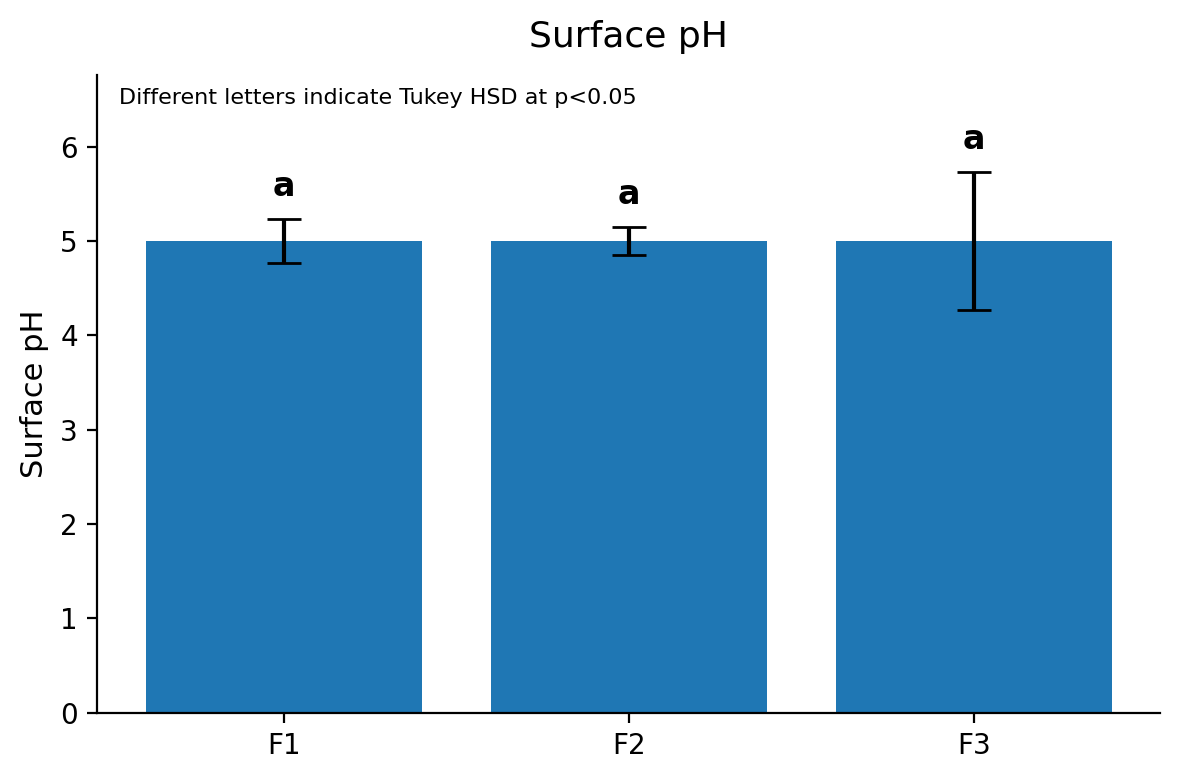 Surface pH
Different letters indicate Tukey HSD at p<0.05
Surface pH
6
5
4
3
2
1
0
a
a
a
F1
F2
F3